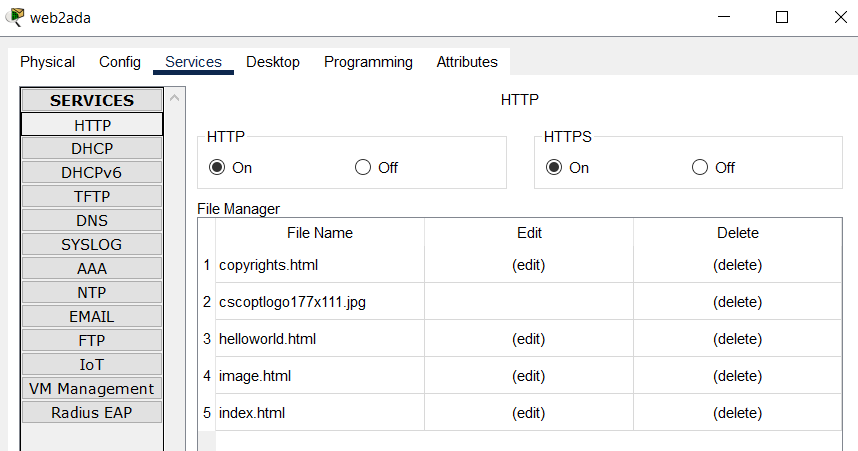 web2ada
Physical Config Services Desktop Programming Attributes
SERVICES
HTTP
DHCP
DHCPv6
TFTP
DNS
SYSLOG
AAA
NTP
EMAIL
FTP
IoT
VM Management
Radius EAP
HTTP
HTTP
On Off
HTTPS
On Off
File Manager
File Name Edit Delete
1 copyrights.html (edit) (delete)
2 cscoptlogo177x111.jpg (delete)
3 helloworld.html (edit) (delete)
4 image.html (edit) (delete)
5 index.html (edit) (delete)